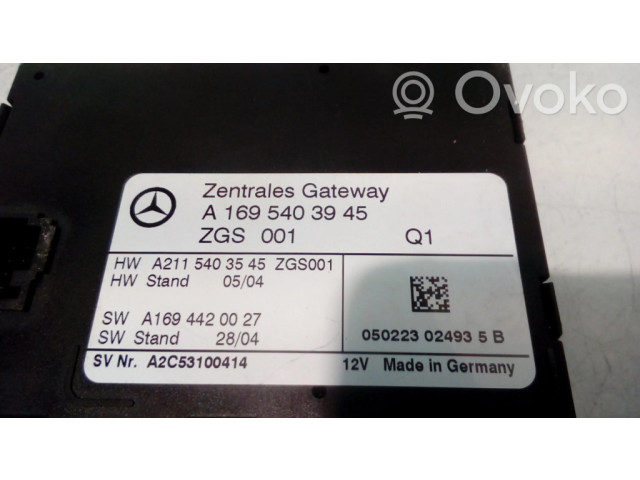 Ovoko
Zentrales Gateway
A 169 540 39 45
ZGS 001 Q1
HW A211 540 35 45 ZGS001
HW Stand 05/04
SW A169 442 00 27
SW Stand 28/04
050223 02493 5 B
SV Nr. A2C53100414 12V Made in Germany